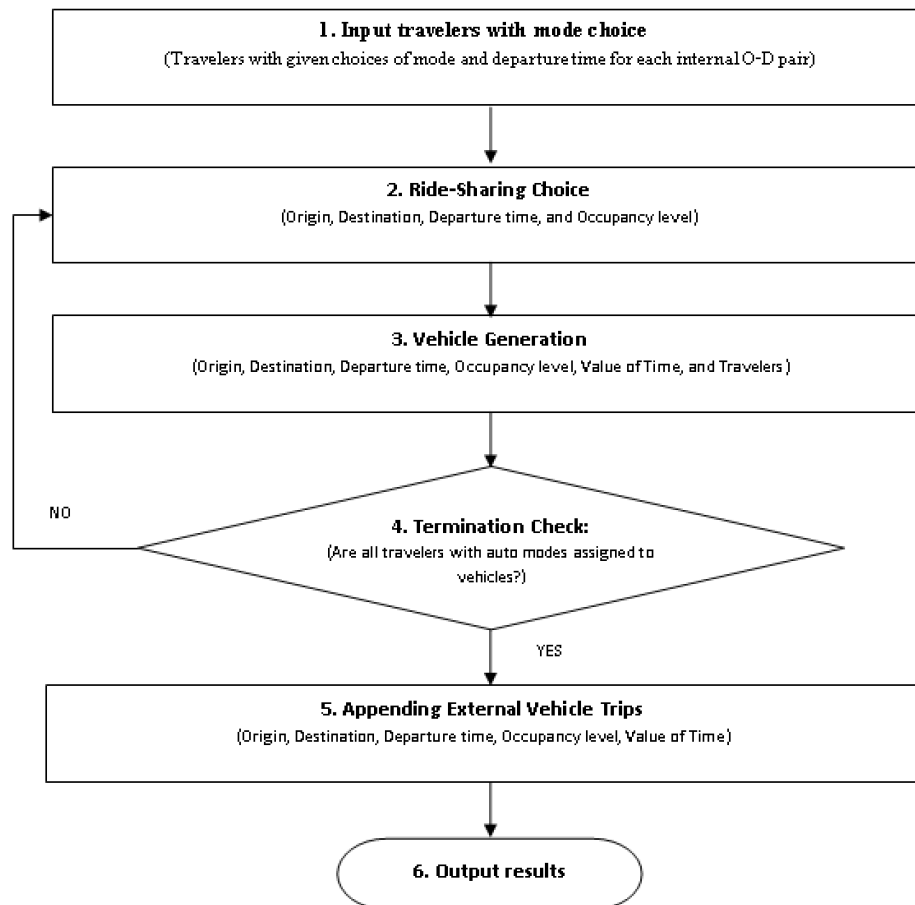 1. Input travelers with mode choice
(Travelers with given choices of mode and departure time for each internal O-D pair)
2. Ride-Sharing Choice
(Origin, Destination, Departure time, and Occupancy level)
3. Vehicle Generation
(Origin, Destination, Departure time, Occupancy level, Value of Time, and Travelers)
NO
4. Termination Check:
(Are all travelers with auto modes assigned to
vehicles?)
YES
5. Appending External Vehicle Trips
(Origin, Destination, Departure time, Occupancy level, Value of Time)
6. Output results